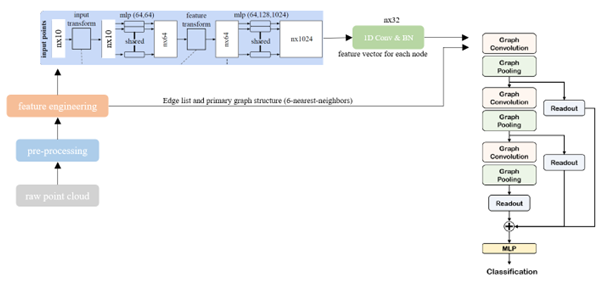 input points
nx10
input
transform
nx10
mlp (64,64)
shared
nx64
feature
transform
nx64
mlp (64,128,1024)
shared
nx1024
1D Conv & BN
nx32
feature vector for each node
feature engineering
Edge list and primary graph structure (6-nearest-neighbors)
pre-processing
raw point cloud
Graph
Convolution
Graph
Pooling
Graph
Convolution
Readout
Graph
Pooling
Graph
Convolution
Readout
Graph
Pooling
Readout
MLP
Classification